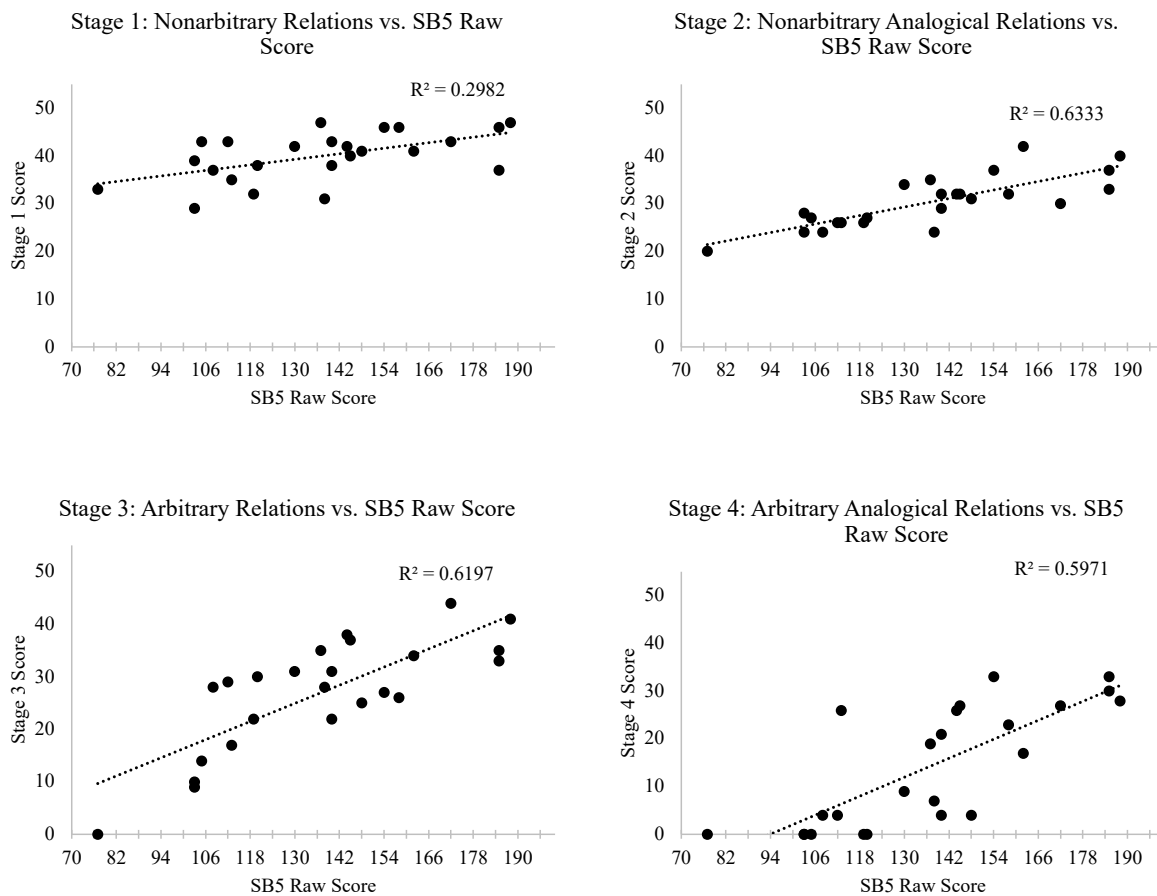 Stage 1: Nonarbitrary Relations vs. SB5 Raw
Score
R² = 0.2982
50
40
30
20
10
0
Stage 1 Score
70 82 94 106 118 130 142 154 166 178 190
SB5 Raw Score
Stage 2: Nonarbitrary Analogical Relations vs.
SB5 Raw Score
R² = 0.6333
50
40
30
20
10
0
Stage 2 Score
70 82 94 106 118 130 142 154 166 178 190
SB5 Raw Score
Stage 3: Arbitrary Relations vs. SB5 Raw Score
R² = 0.6197
50
40
30
20
10
0
Stage 3 Score
70 82 94 106 118 130 142 154 166 178 190
SB5 Raw Score
Stage 4: Arbitrary Analogical Relations vs. SB5
Raw Score
R² = 0.5971
50
40
30
20
10
0
Stage 4 Score
70 82 94 106 118 130 142 154 166 178 190
SB5 Raw Score